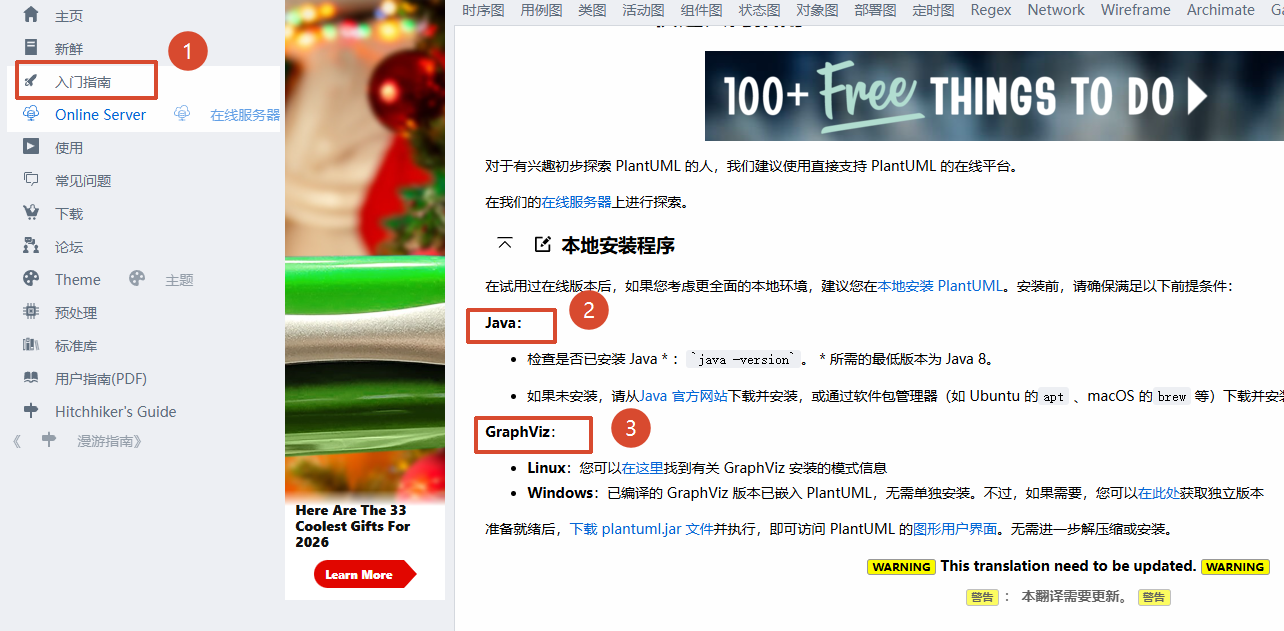 主页
新鲜
1
入门指南
Online Server 在线服务器
使用
常见问题
下载
论坛
Theme 主题
预处理
标准库
用户指南(PDF)
Hitchhiker's Guide
《 漫游指南》
Here Are The 33
Coolest Gifts For
2026
Learn More
时序图 用例图 类图 活动图 组件图 状态图 对象图 部署图 定时图 Regex Network Wireframe Archimate
100+ Free THINGS TO DO
对于有兴趣初步探索 PlantUML 的人，我们建议使用直接支持 PlantUML 的在线平台。
在我们的在线服务器上进行探索。
本地安装程序
在试用过在线版本后，如果您考虑更全面的本地环境，建议您在本地安装 PlantUML。安装前，请确保满足以下前提条件：
Java： 2
• 检查是否已安装 Java *： `java -version`。 * 所需的最低版本为 Java 8。
• 如果未安装，请从Java 官方网站下载并安装，或通过软件包管理器（如 Ubuntu 的 apt 、macOS 的 brew 等）下载并安装
GraphViz： 3
• Linux：您可以在这里找到有关 GraphViz 安装的模式信息
• Windows：已编译的 GraphViz 版本已嵌入 PlantUML，无需单独安装。不过，如果需要，您可以在此处获取独立版本
准备就绪后，下载 plantuml.jar 文件并执行，即可访问 PlantUML 的图形用户界面。无需进一步解压缩或安装。
WARNING This translation need to be updated. WARNING
警告 ： 本翻译需要更新。 警告